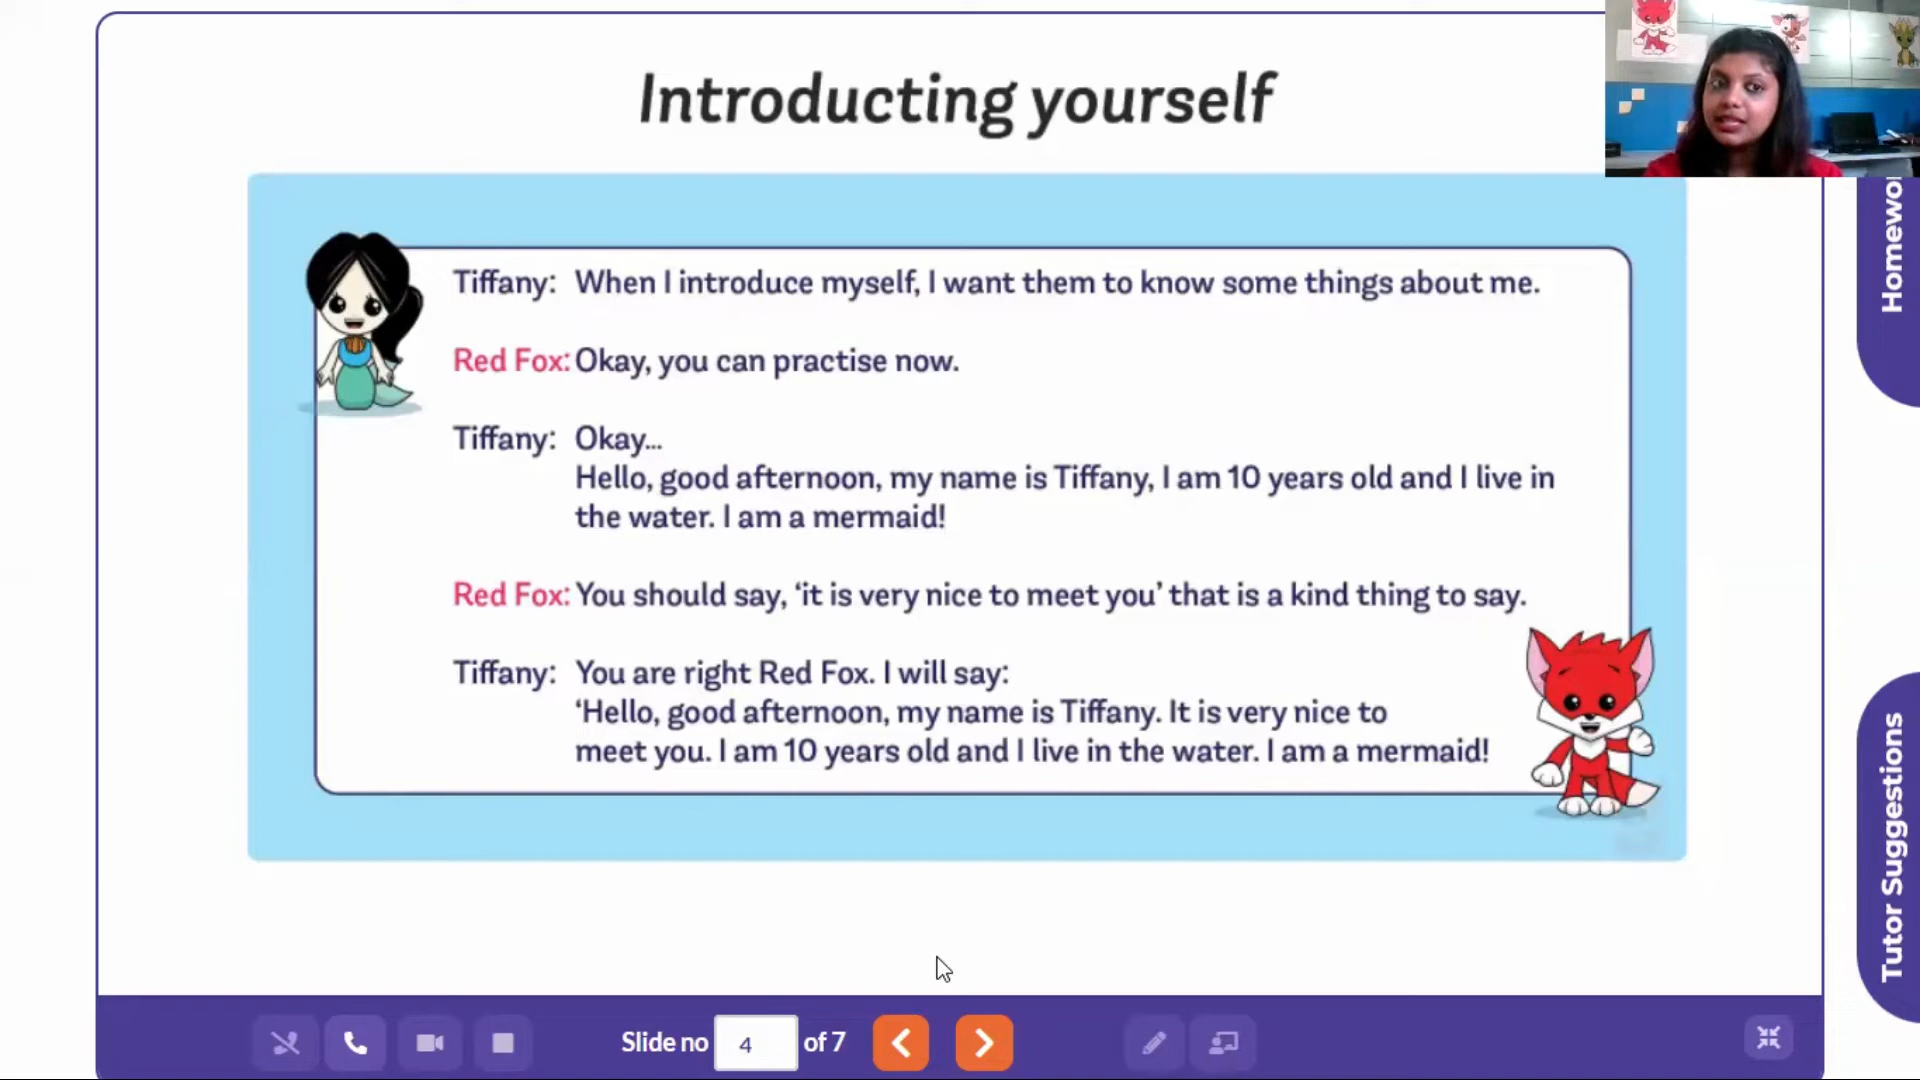 Introducting yourself
Tiffany: When I introduce myself, I want them to know some things about me.
Red Fox: Okay, you can practise now.
Tiffany: Okay...
Hello, good afternoon, my name is Tiffany, I am 10 years old and I live in
the water. I am a mermaid!
Red Fox: You should say, ‘it is very nice to meet you’ that is a kind thing to say.
Tiffany: You are right Red Fox. I will say:
‘Hello, good afternoon, my name is Tiffany. It is very nice to
meet you. I am 10 years old and I live in the water. I am a mermaid!
Homewo
Tutor Suggestions
Slide no 4 of 7